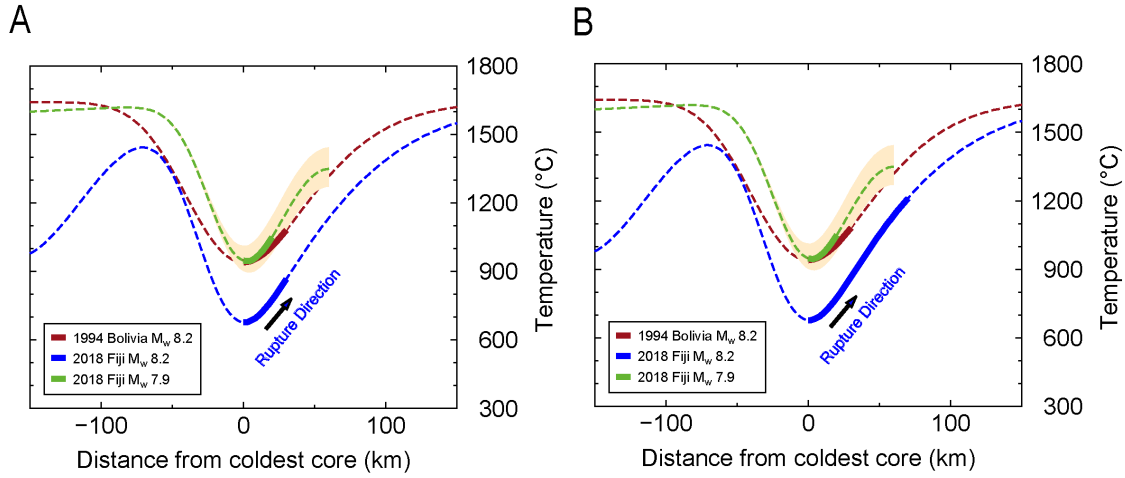 A
1800
1500
1200
900
600
300
Temperature (°C)
Rupture Direction
1994 Bolivia Mw 8.2
2018 Fiji Mw 8.2
2018 Fiji Mw 7.9
−100 0 100
Distance from coldest core (km)
B
1800
1500
1200
900
600
300
Temperature (°C)
Rupture Direction
1994 Bolivia Mw 8.2
2018 Fiji Mw 8.2
2018 Fiji Mw 7.9
−100 0 100
Distance from coldest core (km)